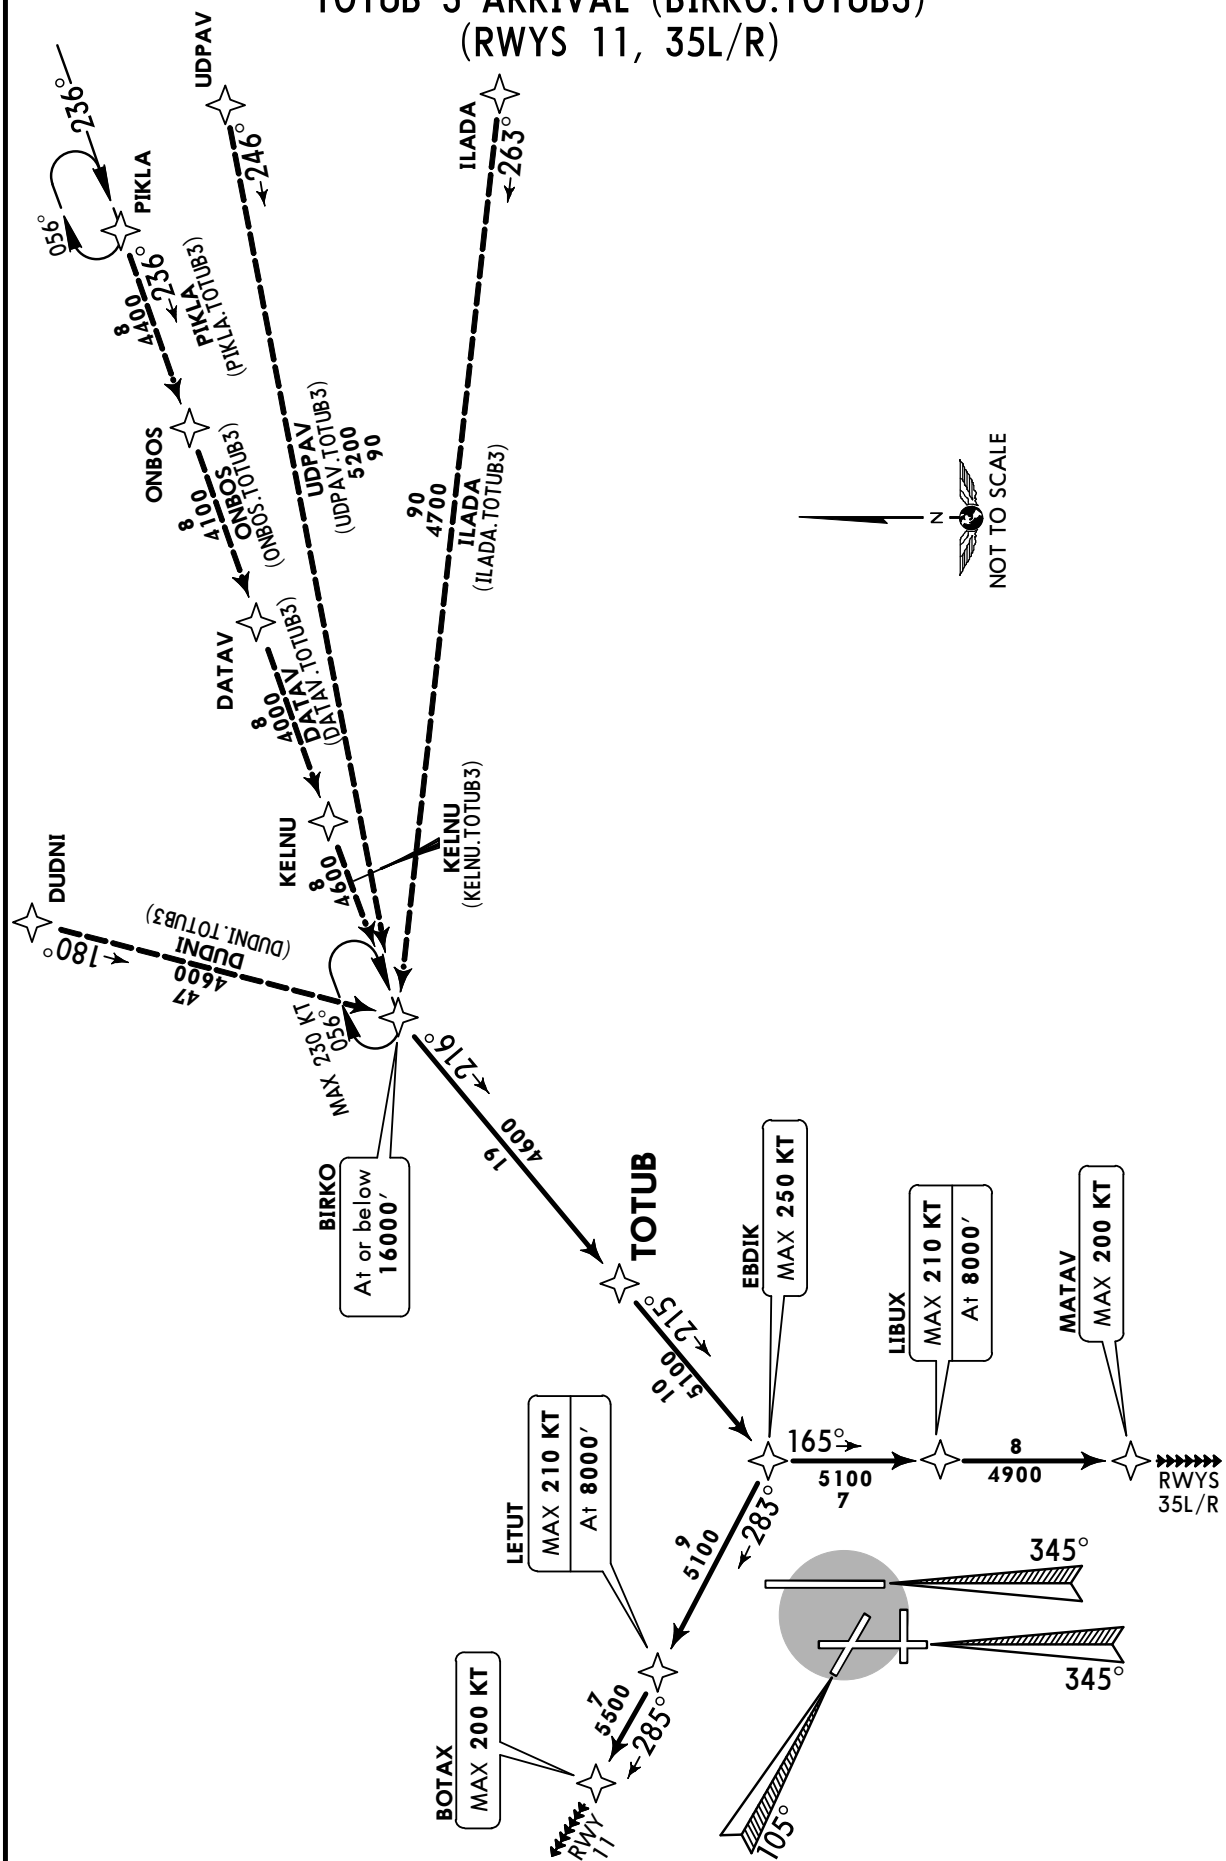 TOTUB 3 ARRIVAL (BIRKO.TOTUB3)
(RWYS 11, 35L/R)
236°
056°
PIKLA
236°
8
4400
PIKLA
(PIKLA.TOTUB3)
UDPAV
246°
UDPAV
(UDPAV.TOTUB3)
5200
90
ILADA
263°
90
4700
ILADA
(ILADA.TOTUB3)
ONBOS
8
4100
ONBOS
(ONBOS.TOTUB3)
DATAV
8
4000
DATAV
(DATAV.TOTUB3)
KELNU
8
4600
KELNU
(KELNU.TOTUB3)
DUDNI
180°
DUDNI
(DUDNI.TOTUB3)
4600
47
N
NOT TO SCALE
MAX 230 KT
056°
BIRKO
At or below
16000'
216°
19
4600
TOTUB
215°
10
5100
EBDIK
MAX 250 KT
165°
5100
7
LIBUX
MAX 210 KT
At 8000'
8
4900
MATAV
MAX 200 KT
RWYS
35L/R
283°
9
5100
LETUT
MAX 210 KT
At 8000'
7
5500
285°
BOTAX
MAX 200 KT
RWY
11
345°
345°
105°